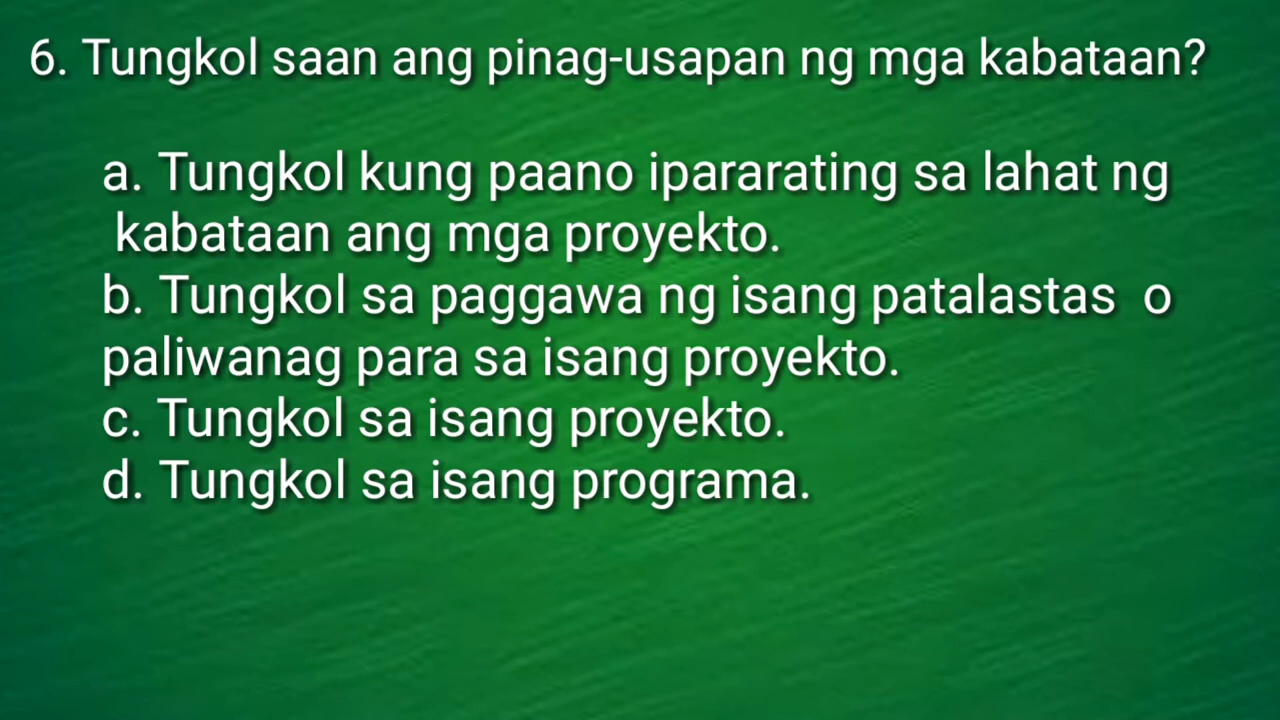 6. Tungkol saan ang pinag-usapan ng mga kabataan?
a. Tungkol kung paano ipararating sa lahat ng
kabataan ang mga proyekto.
b. Tungkol sa paggawa ng isang patalastas o
paliwanag para sa isang proyekto.
c. Tungkol sa isang proyekto.
d. Tungkol sa isang programa.